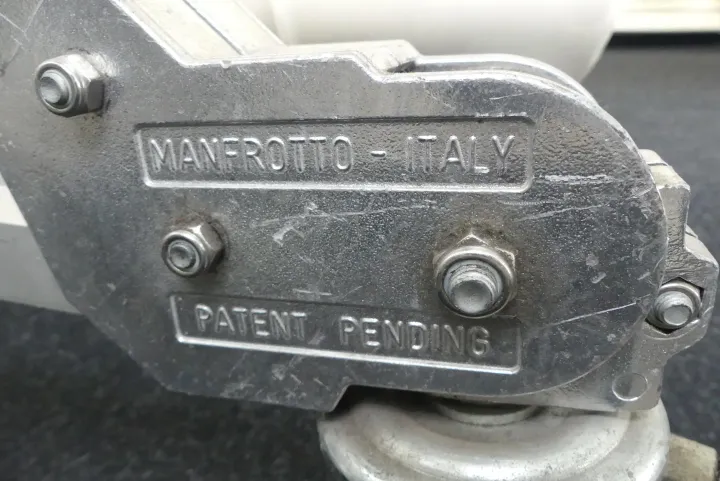 MANFROTTO - ITALY
PATENT PENDING